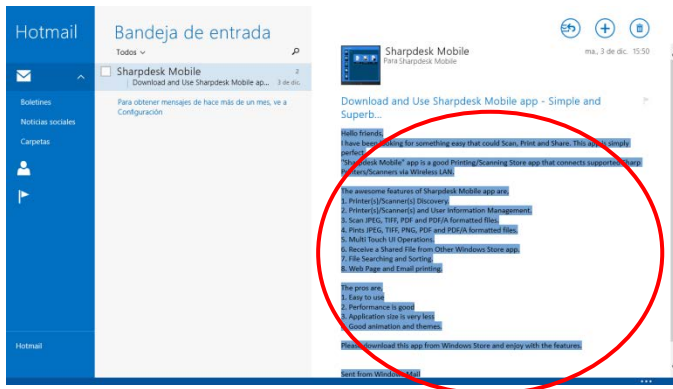 Hotmail
Boletines
Noticias sociales
Carpetas
Hotmail
Bandeja de entrada
Todos
Sharpdesk Mobile 2
Download and Use Sharpdesk Mobile ap... 3 de dic.
Para obtener mensajes de hace más de un mes, ve a
Configuración
Sharpdesk Mobile
Para Sharpdesk Mobile
ma., 3 de dic. 15:50
Download and Use Sharpdesk Mobile app - Simple and
Superb...
Hello friends,
I have been looking for something easy that could Scan, Print and Share. This app is simply
perfect.
"Sharpdesk Mobile" app is a good Printing/Scanning Store app that connects supported Sharp
Printers/Scanners via Wireless LAN.
The awesome features of Sharpdesk Mobile app are,
1. Printer(s)/Scanner(s) Discovery.
2. Printer(s)/Scanner(s) and User Information Management.
3. Scan JPEG, TIFF, PDF and PDF/A formatted files.
4. Pints JPEG, TIFF, PNG, PDF and PDF/A formatted files.
5. Multi Touch UI Operations.
6. Receive a Shared File from Other Windows Store app.
7. File Searching and Sorting.
8. Web Page and Email printing.
The pros are,
1. Easy to use
2. Performance is good
3. Application size is very less
4. Good animation and themes.
Please download this app from Windows Store and enjoy with the features.
Sent from Windows Mail